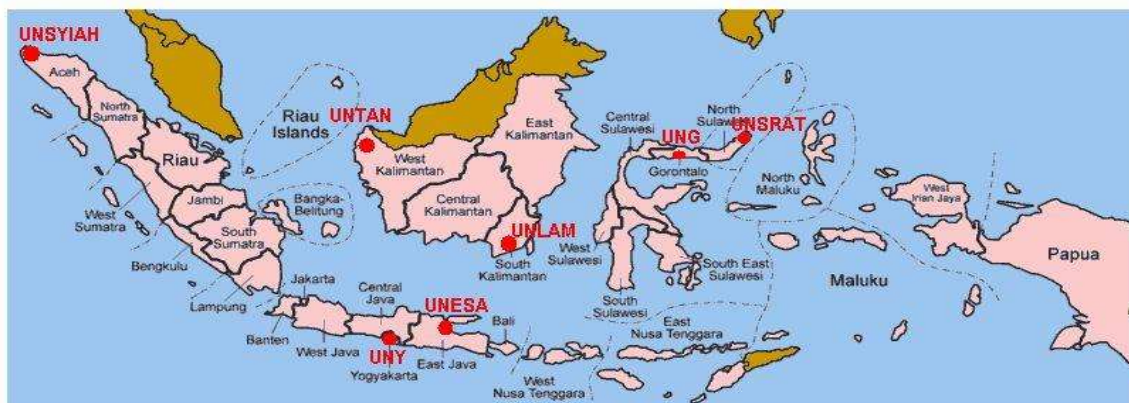 UNSYIAH
Aceh
North
Sumatra
Riau
Islands
Riau
West
Sumatra
Jambi
Bangka-
Belitung
South
Sumatra
Bengkulu
Lampung
Jakarta
Banten
West Java
Central
Java
UNY
Yogyakarta
UNESA
East Java
Bali
West
Nusa Tenggara
East
Nusa Tenggara
UNTAN
West
Kalimantan
Central
Kalimantan
East
Kalimantan
UNLAM
South
Kalimantan
Central
Sulawesi
North
Sulawesi
UNG
Gorontalo
UNSRAT
West
Sulawesi
South
Sulawesi
South East
Sulawesi
North
Maluku
Maluku
West
Irian Jaya
Papua